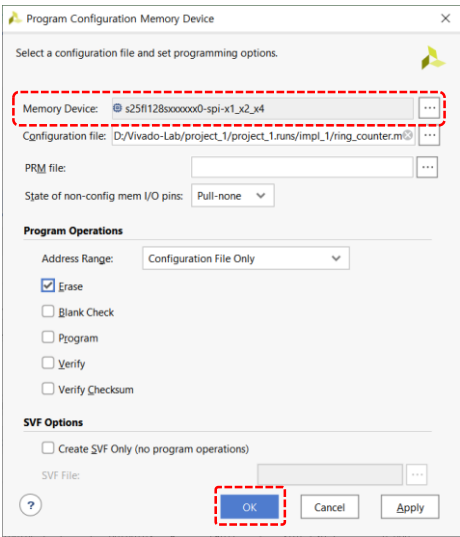 Program Configuration Memory Device
Select a configuration file and set programming options.
Memory Device: s25fl128sxxxxxx0-spi-x1_x2_x4 ...
Configuration file: D:/Vivado-Lab/project_1/project_1.runs/impl_1/ring_counter.m ...
PRM file: ...
State of non-config mem I/O pins: Pull-none
Program Operations
Address Range: Configuration File Only
Erase
Blank Check
Program
Verify
Verify Checksum
SVF Options
Create SVF Only (no program operations)
SVF File: ...
? OK Cancel Apply